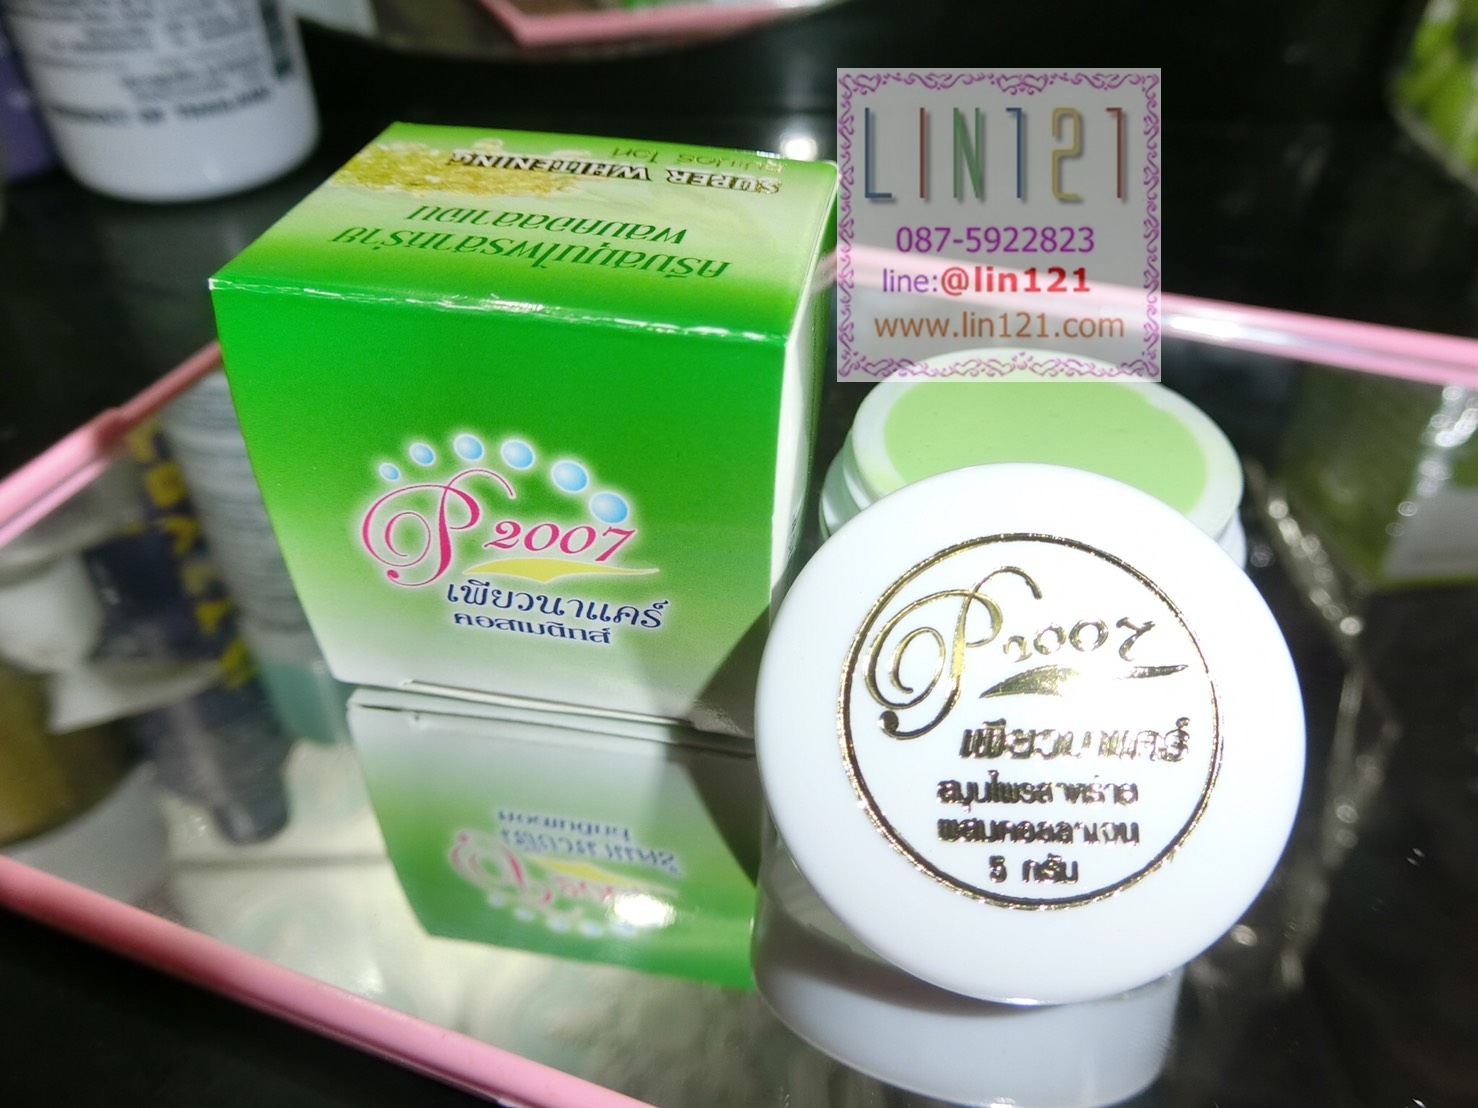 PRODUCT OF THAILAND
LIN121
087-5922823
line:@lin121
www.lin121.com
SUPER WHITENING
ครีมสมุนไพรสาหร่าย
ผสมคอลลาเจน
P2007
เพียวนาแคร์
คอสเมติกส์
P2007
เพียวนาแคร์
สมุนไพรสาหร่าย
ผสมคอลลาเจน
5 กรัม